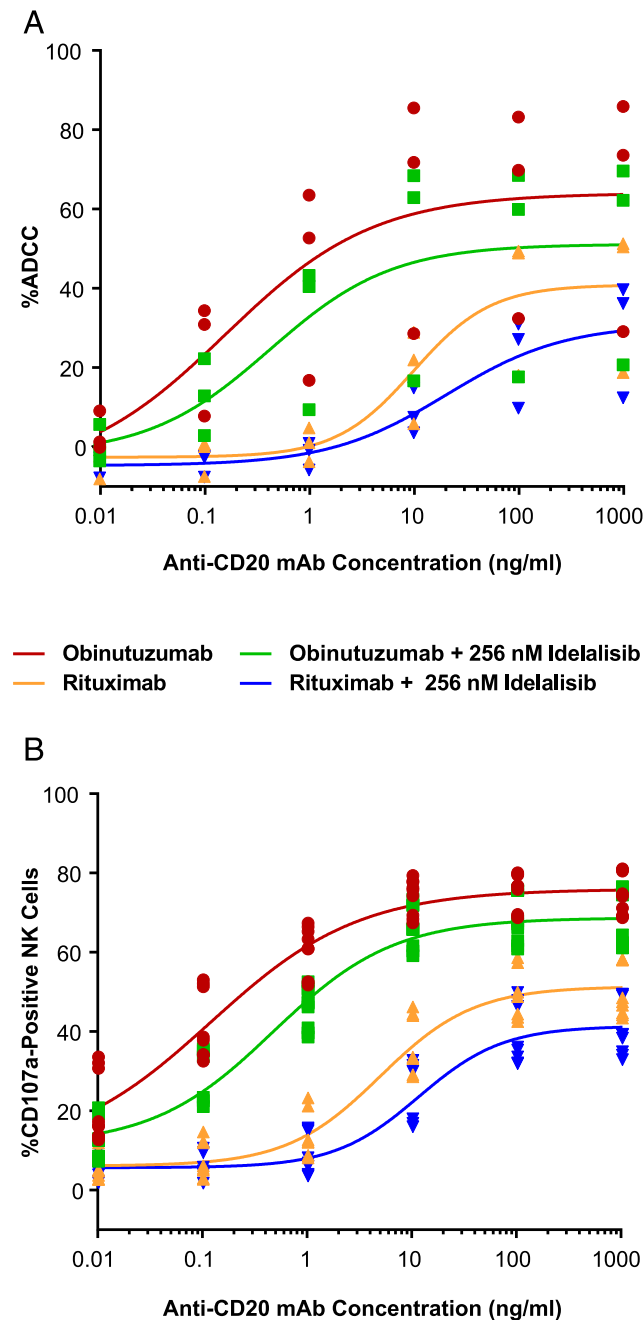 A
100
80
60
40
20
0
%ADCC
0.01 0.1 1 10 100 1000
Anti-CD20 mAb Concentration (ng/ml)
Obinutuzumab Obinutuzumab + 256 nM Idelalisib
Rituximab Rituximab + 256 nM Idelalisib
B
100
80
60
40
20
0
%CD107a-Positive NK Cells
0.01 0.1 1 10 100 1000
Anti-CD20 mAb Concentration (ng/ml)